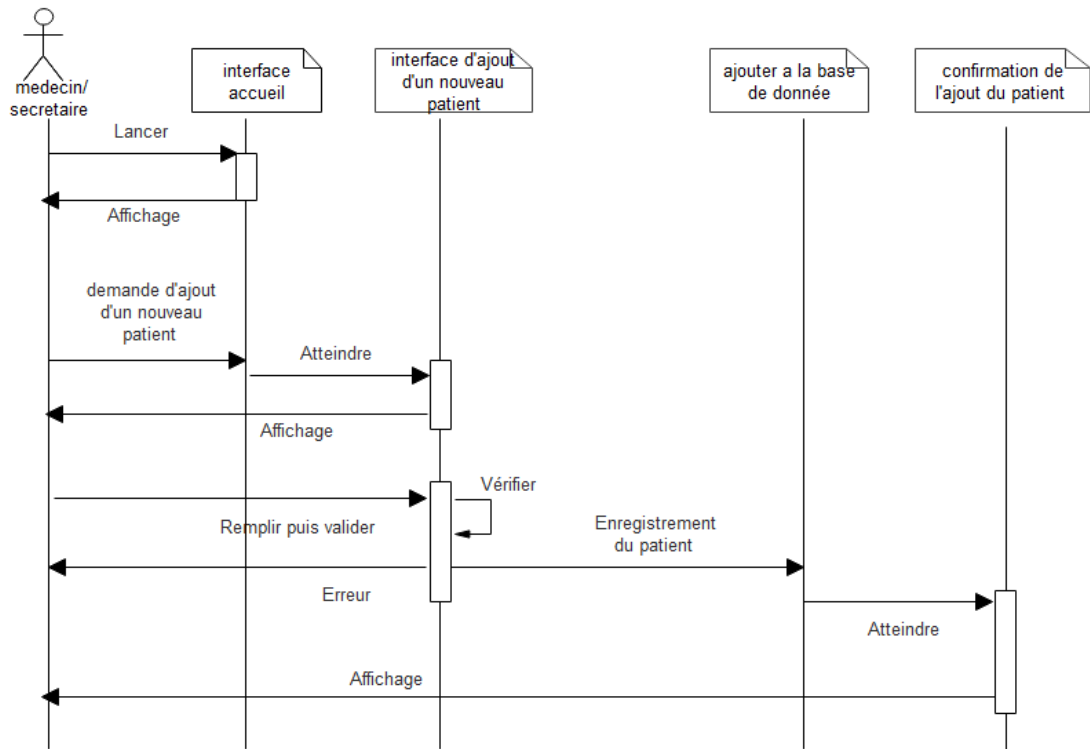 medecin/
secretaire
interface
accueil
interface d'ajout
d'un nouveau
patient
ajouter a la base
de donnée
confirmation de
l'ajout du patient
Lancer
Affichage
demande d'ajout
d'un nouveau
patient
Atteindre
Affichage
Vérifier
Remplir puis valider
Enregistrement
du patient
Erreur
Atteindre
Affichage